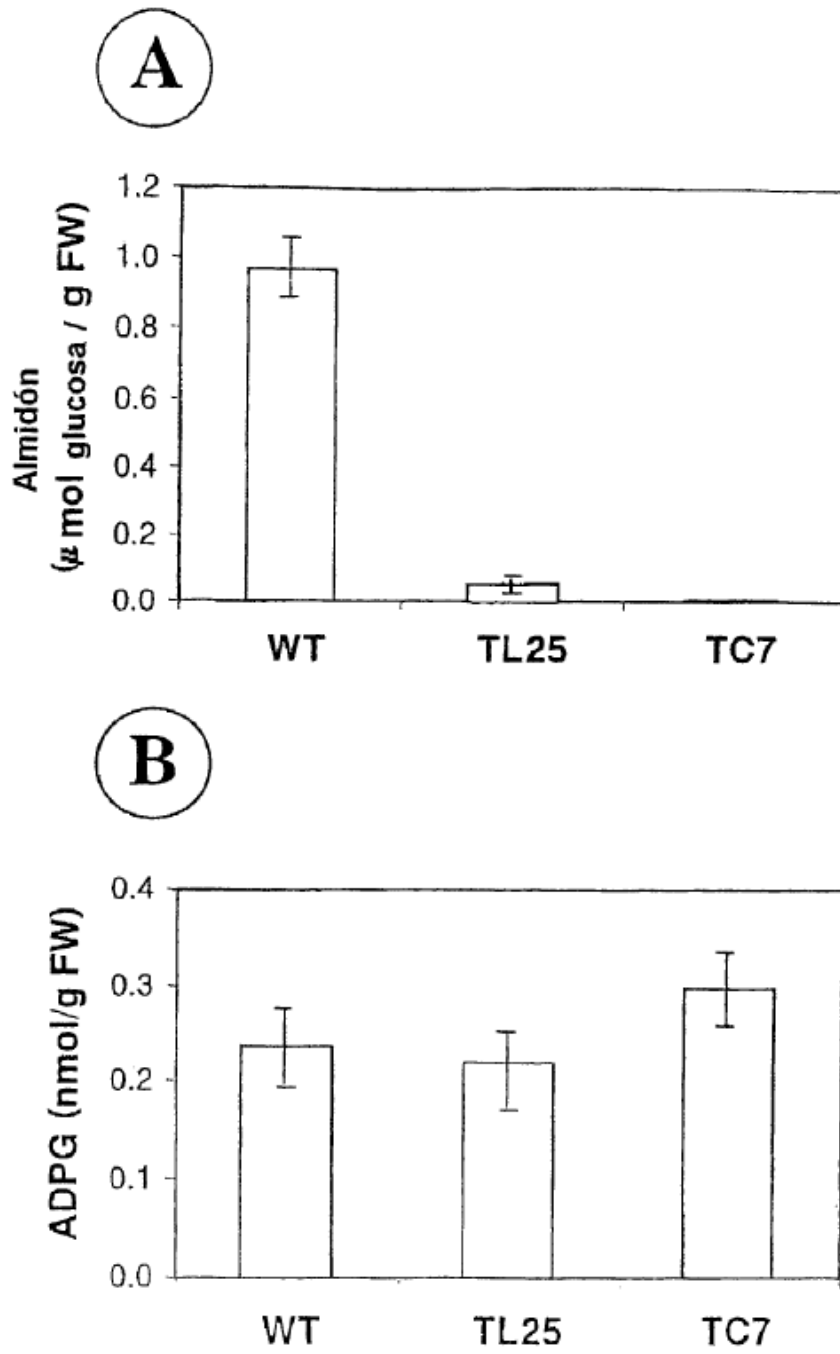 A
Almidón
(μ mol glucosa / g FW)
1.2
1.0
0.8
0.6
0.4
0.2
0.0
WT TL25 TC7
B
ADPG (nmol/g FW)
0.4
0.3
0.2
0.1
0.0
WT TL25 TC7